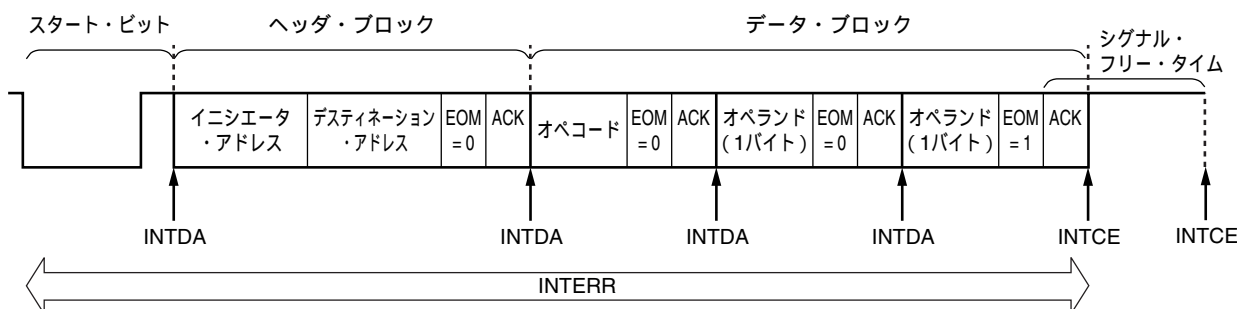 スタート・ビット
ヘッダ・ブロック
データ・ブロック
シグナル・
フリー・タイム
イニシエータ
・アドレス
デスティネーション
・アドレス
EOM
=0
ACK
オペコード
EOM
=0
ACK
オペランド
(1バイト)
EOM
=0
ACK
オペランド
(1バイト)
EOM
=1
ACK
INTDA
INTDA
INTDA
INTDA
INTCE
INTCE
INTERR